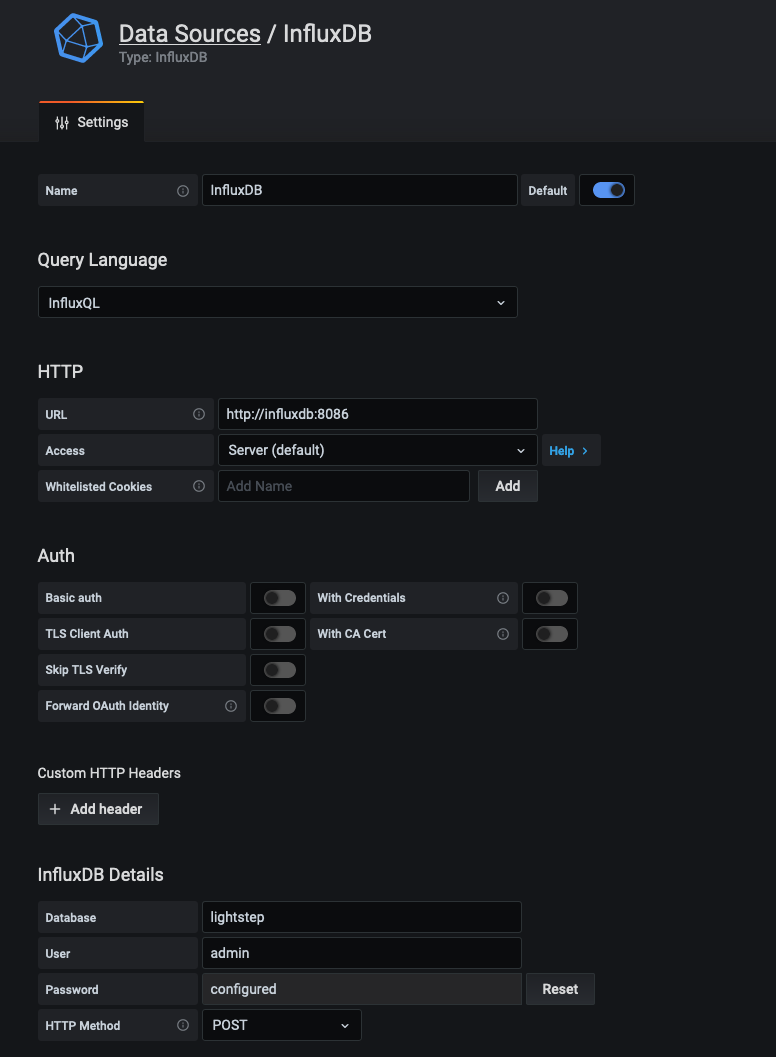 Data Sources / InfluxDB
Type: InfluxDB
Settings
Name InfluxDB Default
Query Language
InfluxQL
HTTP
URL http://influxdb:8086
Access Server (default) Help
Whitelisted Cookies Add Name Add
Auth
Basic auth With Credentials
TLS Client Auth With CA Cert
Skip TLS Verify
Forward OAuth Identity
Custom HTTP Headers
+ Add header
InfluxDB Details
Database lightstep
User admin
Password configured Reset
HTTP Method POST